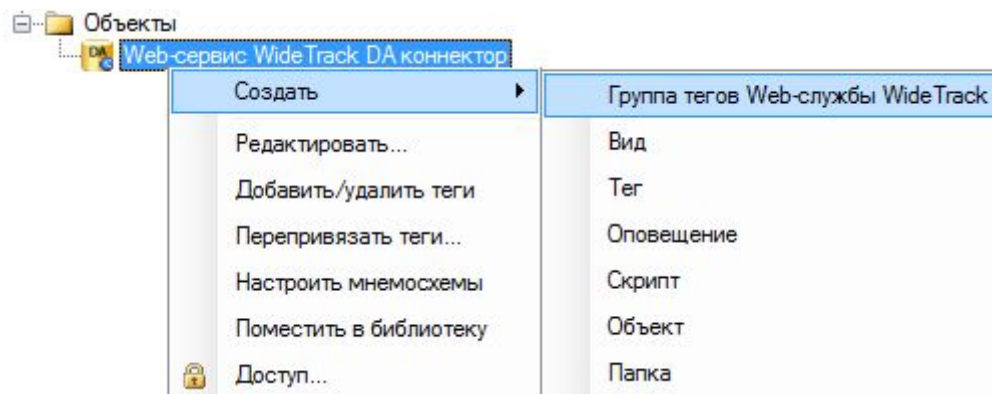 Объекты
DA Web-сервис WideTrack DA коннектор
Создать
Группа тегов Web-службы WideTrack
Редактировать...
Вид
Добавить/удалить теги
Тег
Перепривязать теги...
Оповещение
Настроить мнемосхемы
Скрипт
Поместить в библиотеку
Объект
Доступ...
Папка